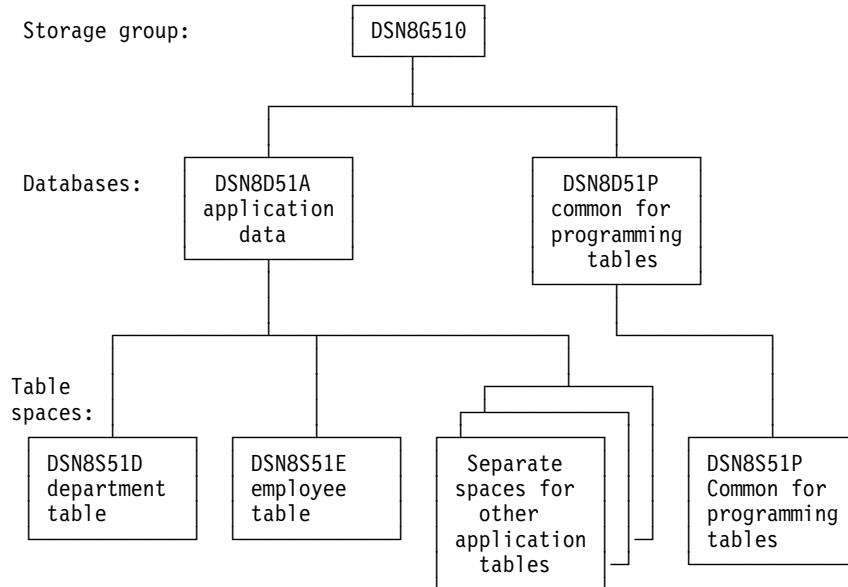 Storage group:
DSN8G510
Databases:
DSN8D51A
application
data
DSN8D51P
common for
programming
tables
Table
spaces:
DSN8S51D
department
table
DSN8S51E
employee
table
Separate
spaces for
other
application
tables
DSN8S51P
Common for
programming
tables